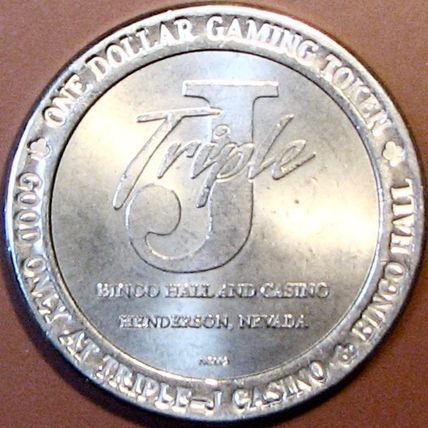 ONE DOLLAR GAMING TOKEN
Triple J
BINGO HALL AND CASINO
HENDERSON, NEVADA
GOOD ONLY AT TRIPLE-J CASINO & BINGO HALL